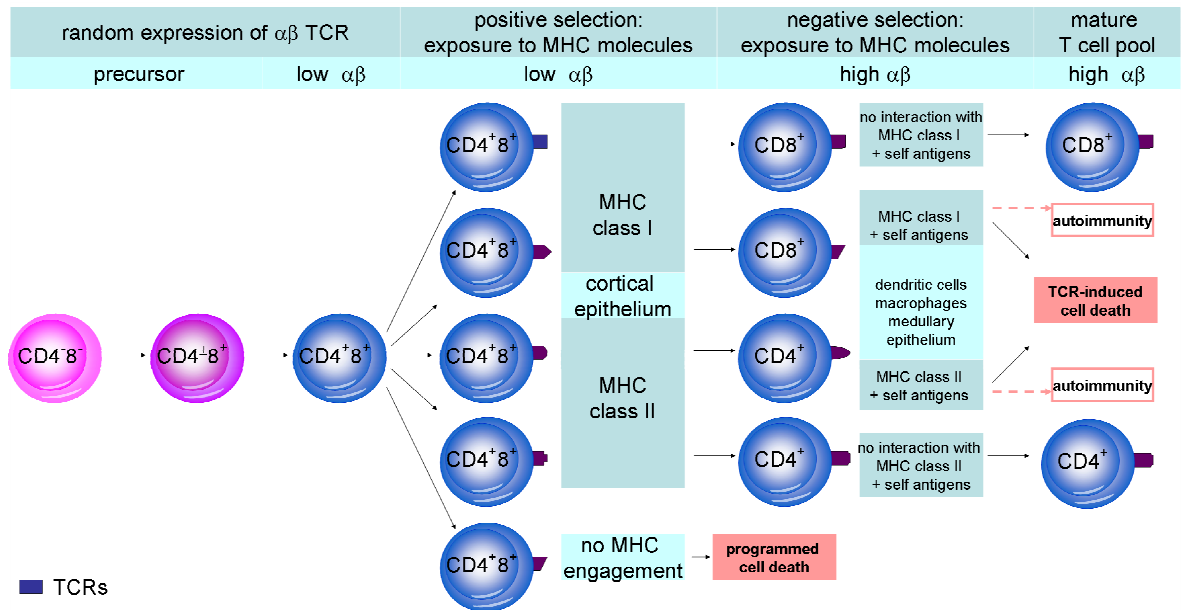 random expression of αβ TCR
positive selection:
exposure to MHC molecules
negative selection:
exposure to MHC molecules
mature
T cell pool
precursor
low αβ
low αβ
high αβ
high αβ
CD4⁻8⁻
CD4⊥8⁺
CD4⁺8⁺
CD4⁺8⁺
CD4⁺8⁺
CD4⁺8⁺
CD4⁺8⁺
CD4⁺8⁺
MHC
class I
cortical
epithelium
MHC
class II
no MHC
engagement
programmed
cell death
CD8⁺
CD8⁺
CD4⁺
CD4⁺
no interaction with
MHC class I
+ self antigens
MHC class I
+ self antigens
dendritic cells
macrophages
medullary
epithelium
MHC class II
+ self antigens
no interaction with
MHC class II
+ self antigens
CD8⁺
autoimmunity
TCR-induced
cell death
autoimmunity
CD4⁺
TCRs